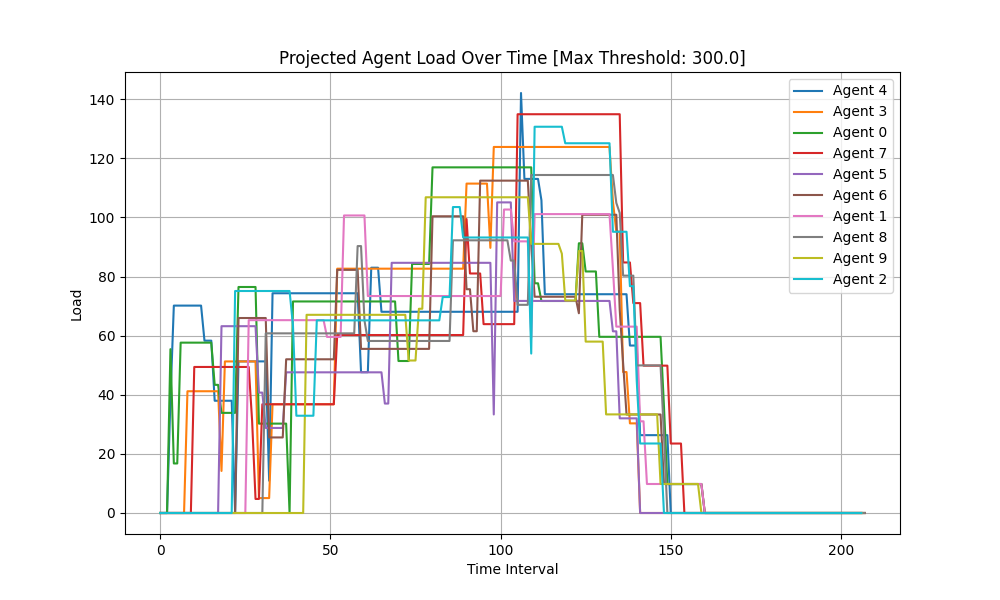 Projected Agent Load Over Time [Max Threshold: 300.0]
Load
140
120
100
80
60
40
20
0
0 50 100 150 200
Time Interval
Agent 4
Agent 3
Agent 0
Agent 7
Agent 5
Agent 6
Agent 1
Agent 8
Agent 9
Agent 2